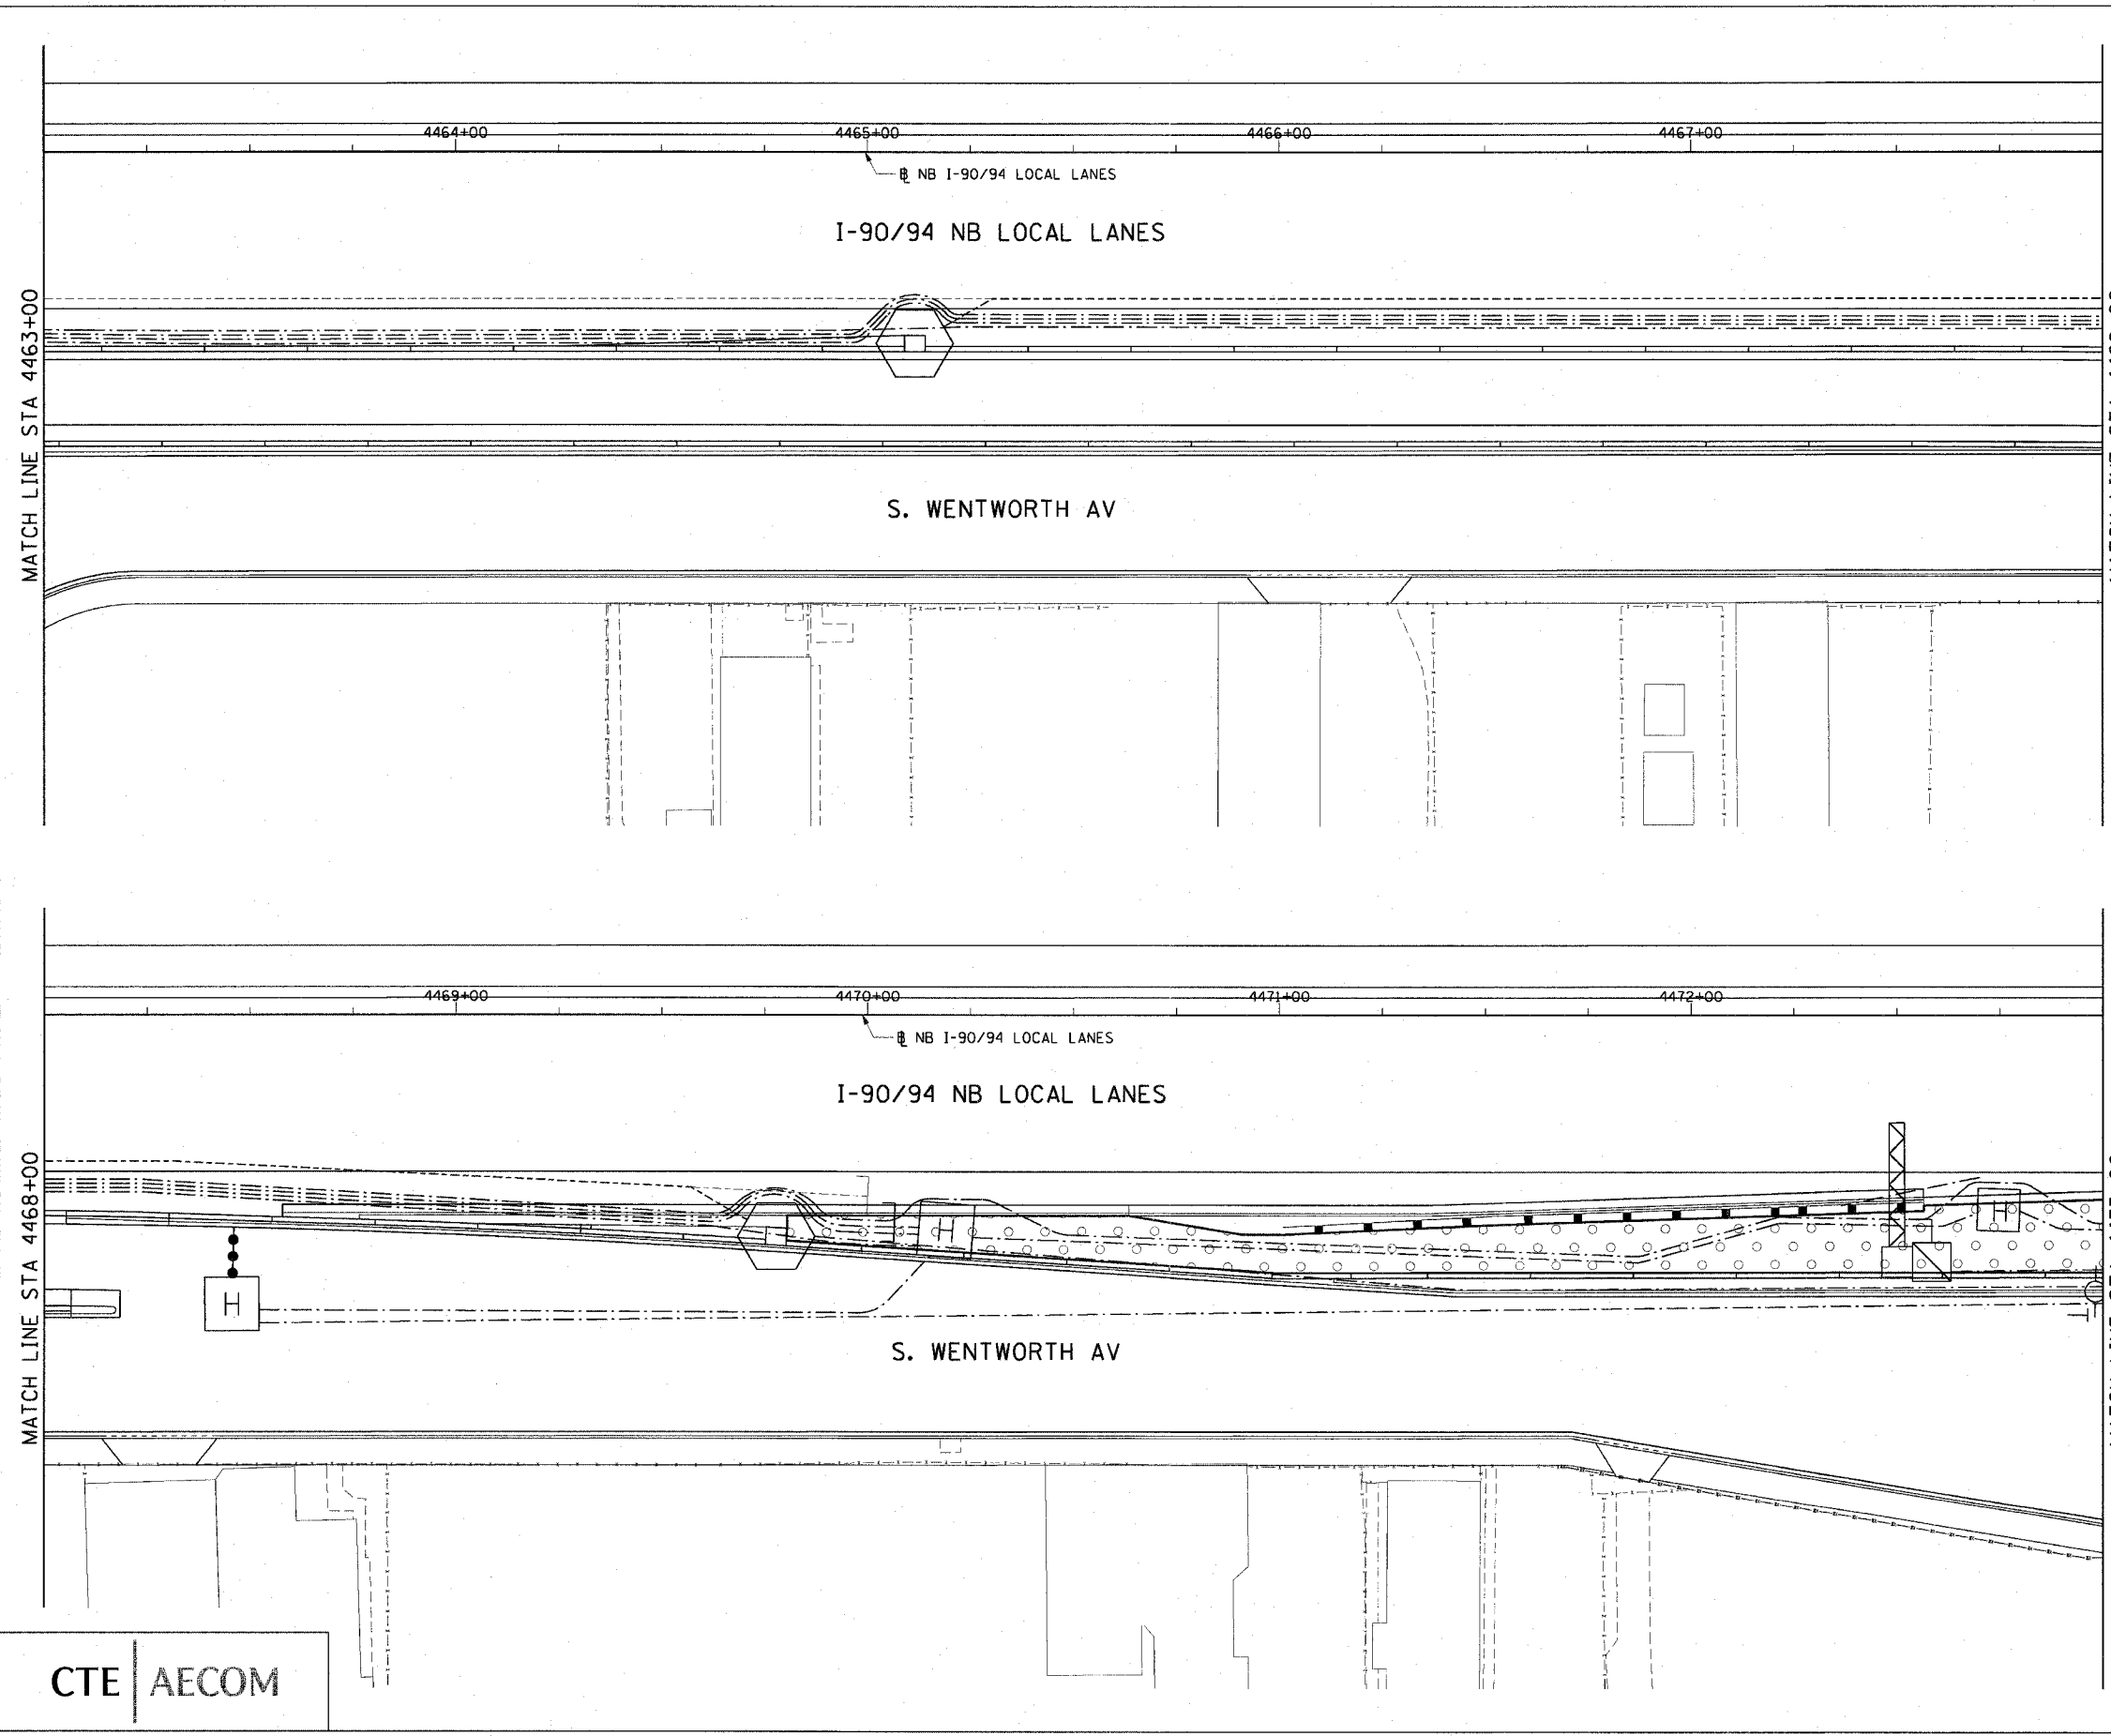 4464+00 4465+00 4466+00 4467+00
℄ NB I-90/94 LOCAL LANES
I-90/94 NB LOCAL LANES
MATCH LINE STA 4463+00
S. WENTWORTH AV
4469+00 4470+00 4471+00 4472+00
℄ NB I-90/94 LOCAL LANES
I-90/94 NB LOCAL LANES
MATCH LINE STA 4468+00
H
H
H
S. WENTWORTH AV
CTE | AECOM